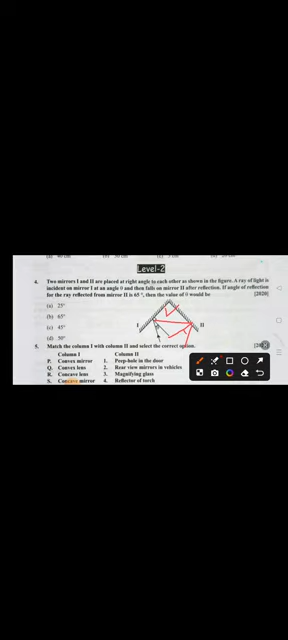 Level-2
4. Two mirrors I and II are placed at right angle to each other as shown in the figure. A ray of light is
incident on mirror I at an angle θ and then falls on mirror II after reflection. If angle of reflection
for the ray reflected from mirror II is 65°, then the value of θ would be [2020]
(a) 25°
(b) 65°
(c) 45°
(d) 50°
I II
5. Match the column I with column II and select the correct option.
Column I Column II
P. Convex mirror 1. Peep-hole in the door
Q. Convex lens 2. Rear view mirrors in vehicles
R. Concave lens 3. Magnifying glass
S. Concave mirror 4. Reflector of torch